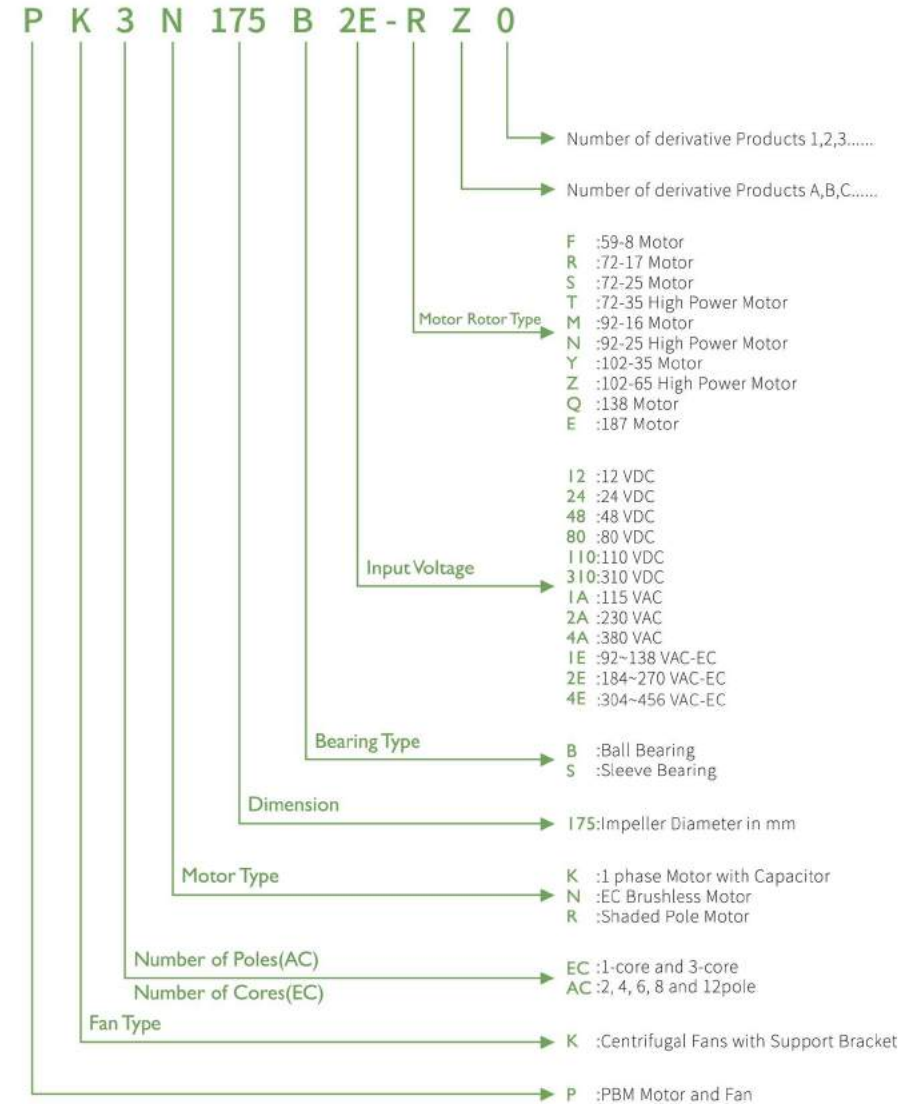 P K 3 N 175 B 2E - R Z 0
Number of derivative Products 1,2,3......
Number of derivative Products A,B,C......
Motor Rotor Type
F :59-8 Motor
R :72-17 Motor
S :72-25 Motor
T :72-35 High Power Motor
M :92-16 Motor
N :92-25 High Power Motor
Y :102-35 Motor
Z :102-65 High Power Motor
Q :138 Motor
E :187 Motor
Input Voltage
12 :12 VDC
24 :24 VDC
48 :48 VDC
80 :80 VDC
110:110 VDC
310:310 VDC
1A :115 VAC
2A :230 VAC
4A :380 VAC
1E :92~138 VAC-EC
2E :184~270 VAC-EC
4E :304~456 VAC-EC
Bearing Type
B :Ball Bearing
S :Sleeve Bearing
Dimension
175:Impeller Diameter in mm
Motor Type
K :1 phase Motor with Capacitor
N :EC Brushless Motor
R :Shaded Pole Motor
Number of Poles(AC)
Number of Cores(EC)
EC :1-core and 3-core
AC :2, 4, 6, 8 and 12pole
Fan Type
K :Centrifugal Fans with Support Bracket
P :PBM Motor and Fan